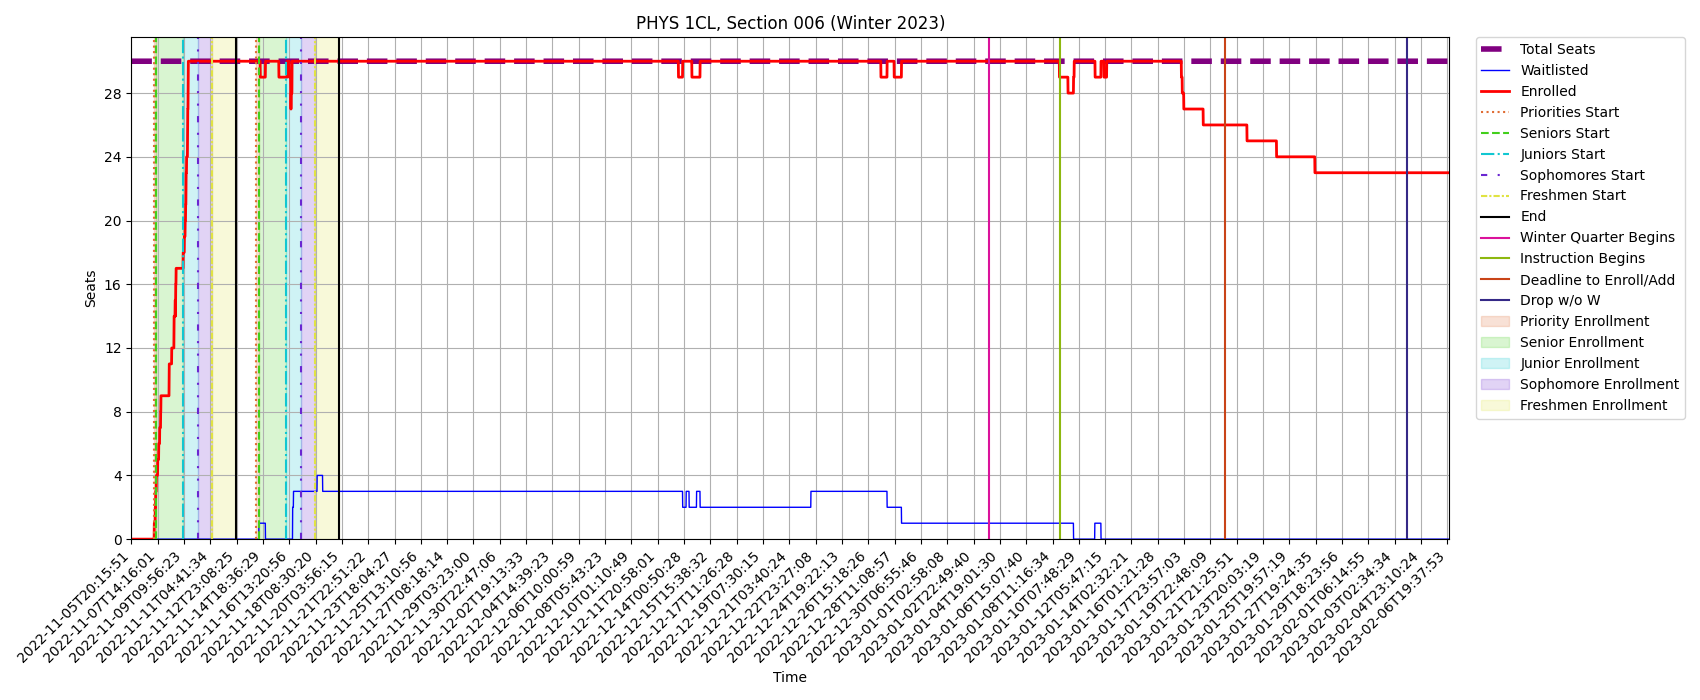 PHYS 1CL, Section 006 (Winter 2023)
Seats
28
24
20
16
12
8
4
0
2022-11-05T20:15:51
2022-11-07T14:16:01
2022-11-09T09:56:23
2022-11-11T04:41:34
2022-11-12T23:08:25
2022-11-14T18:36:29
2022-11-16T13:20:56
2022-11-18T08:30:20
2022-11-20T03:56:15
2022-11-21T22:51:22
2022-11-23T18:04:27
2022-11-25T13:10:56
2022-11-27T08:18:14
2022-11-29T03:23:00
2022-11-30T22:47:06
2022-12-02T19:13:33
2022-12-04T14:39:23
2022-12-06T10:00:59
2022-12-08T05:43:23
2022-12-10T01:10:49
2022-12-11T20:58:01
2022-12-14T00:50:28
2022-12-15T15:38:32
2022-12-17T11:26:28
2022-12-19T07:30:15
2022-12-21T03:40:24
2022-12-22T23:27:08
2022-12-24T19:22:13
2022-12-26T15:18:26
2022-12-28T11:08:57
2022-12-30T06:55:46
2023-01-01T02:58:08
2023-01-02T22:49:40
2023-01-04T19:01:30
2023-01-06T15:07:40
2023-01-08T11:16:34
2023-01-10T07:48:29
2023-01-12T05:47:15
2023-01-14T02:32:21
2023-01-16T01:21:28
2023-01-17T23:57:03
2023-01-19T22:48:09
2023-01-21T21:25:51
2023-01-23T20:03:19
2023-01-25T19:57:19
2023-01-27T19:24:35
2023-01-29T18:23:56
2023-02-01T06:14:55
2023-02-03T02:34:34
2023-02-04T23:10:24
2023-02-06T19:37:53
Time
Total Seats
Waitlisted
Enrolled
Priorities Start
Seniors Start
Juniors Start
Sophomores Start
Freshmen Start
End
Winter Quarter Begins
Instruction Begins
Deadline to Enroll/Add
Drop w/o W
Priority Enrollment
Senior Enrollment
Junior Enrollment
Sophomore Enrollment
Freshmen Enrollment